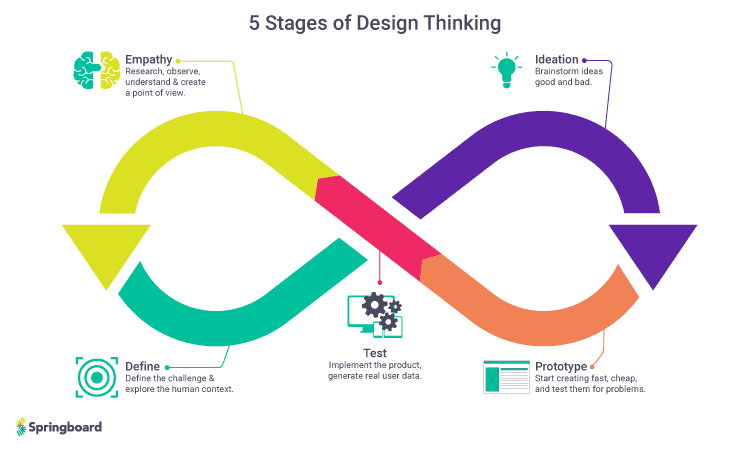 5 Stages of Design Thinking
Empathy
Research, observe,
understand & create
a point of view.
Ideation
Brainstorm ideas
good and bad.
Define
Define the challenge &
explore the human context.
Test
Implement the product,
generate real user data.
Prototype
Start creating fast, cheap,
and test them for problems.
Springboard